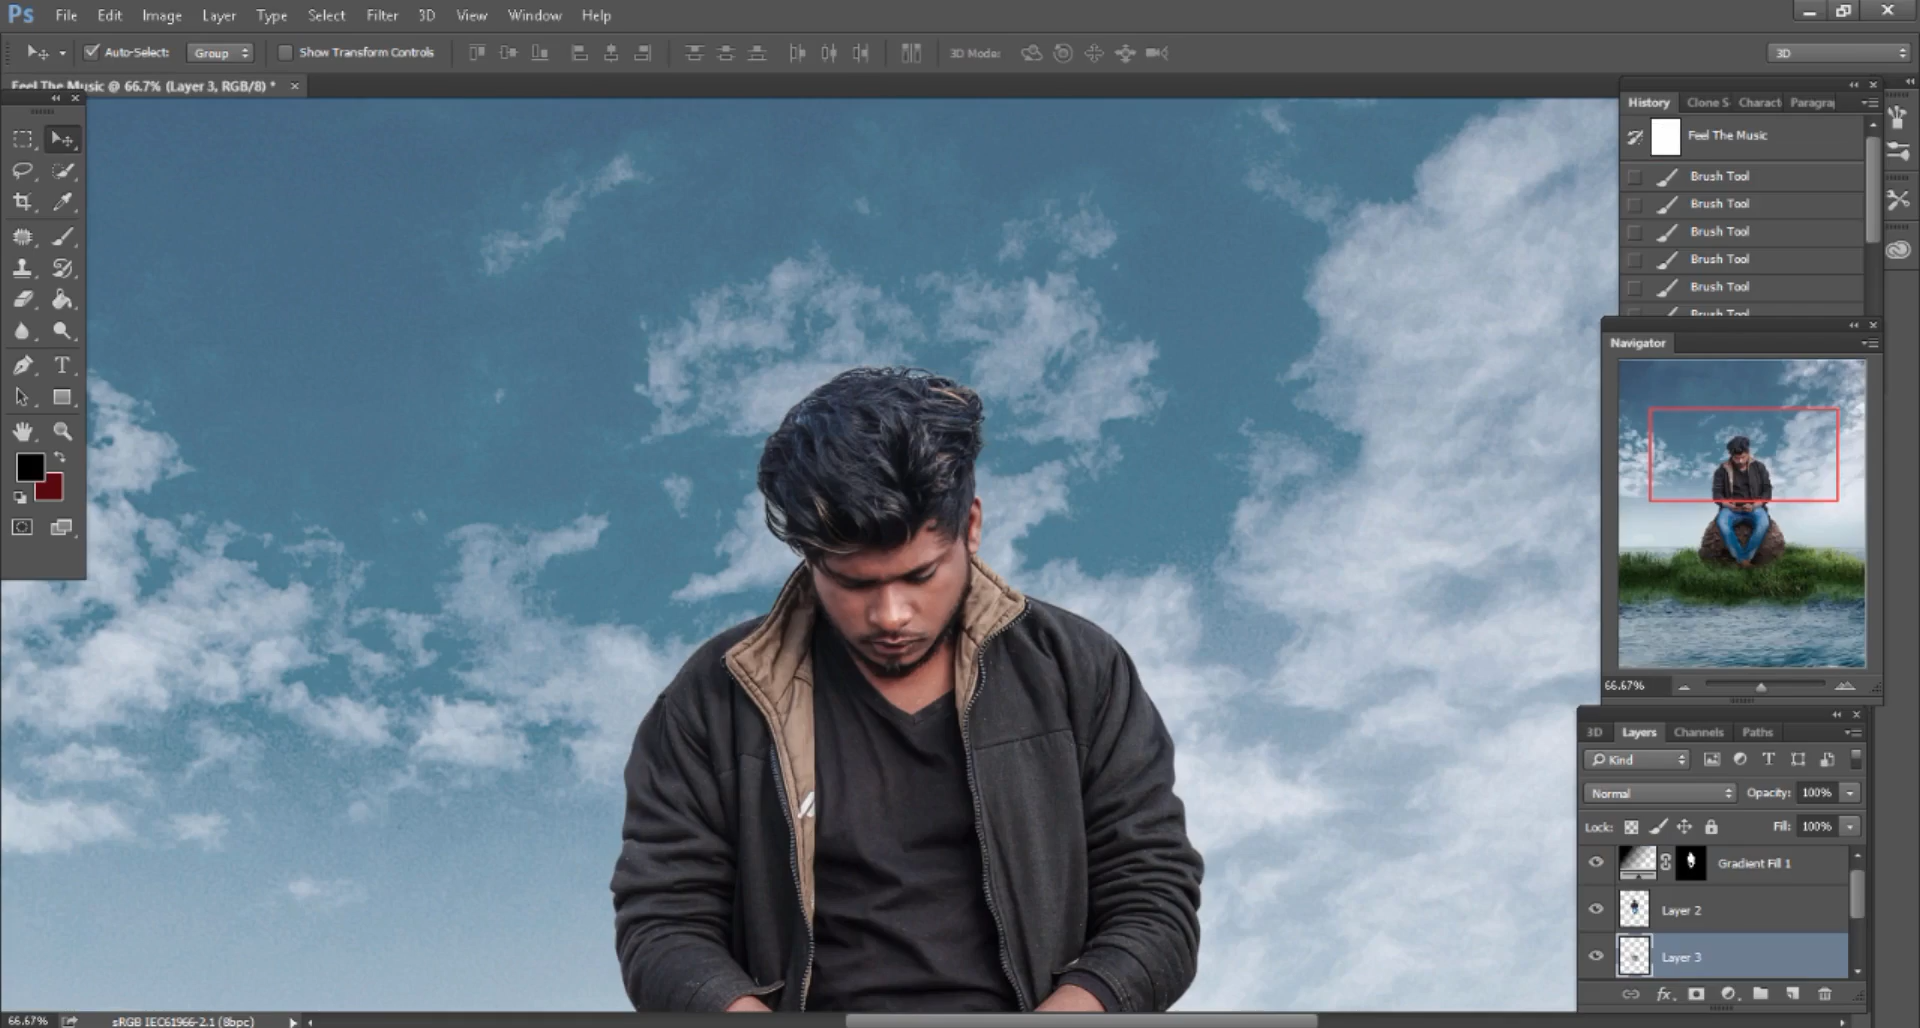 Ps File Edit Image Layer Type Select Filter 3D View Window Help
Auto-Select: Group Show Transform Controls 3D Mode: 3D
Feel The Music @ 66.7% (Layer 3, RGB/8) *
History Clone S Charact Paragra
Feel The Music
Brush Tool
Brush Tool
Brush Tool
Brush Tool
Brush Tool
Brush Tool
Navigator
66.67%
3D Layers Channels Paths
Kind
Normal Opacity: 100%
Lock: Fill: 100%
Gradient Fill 1
Layer 2
Layer 3
fx
66.67% sRGB IEC61966-2.1 (8bpc)